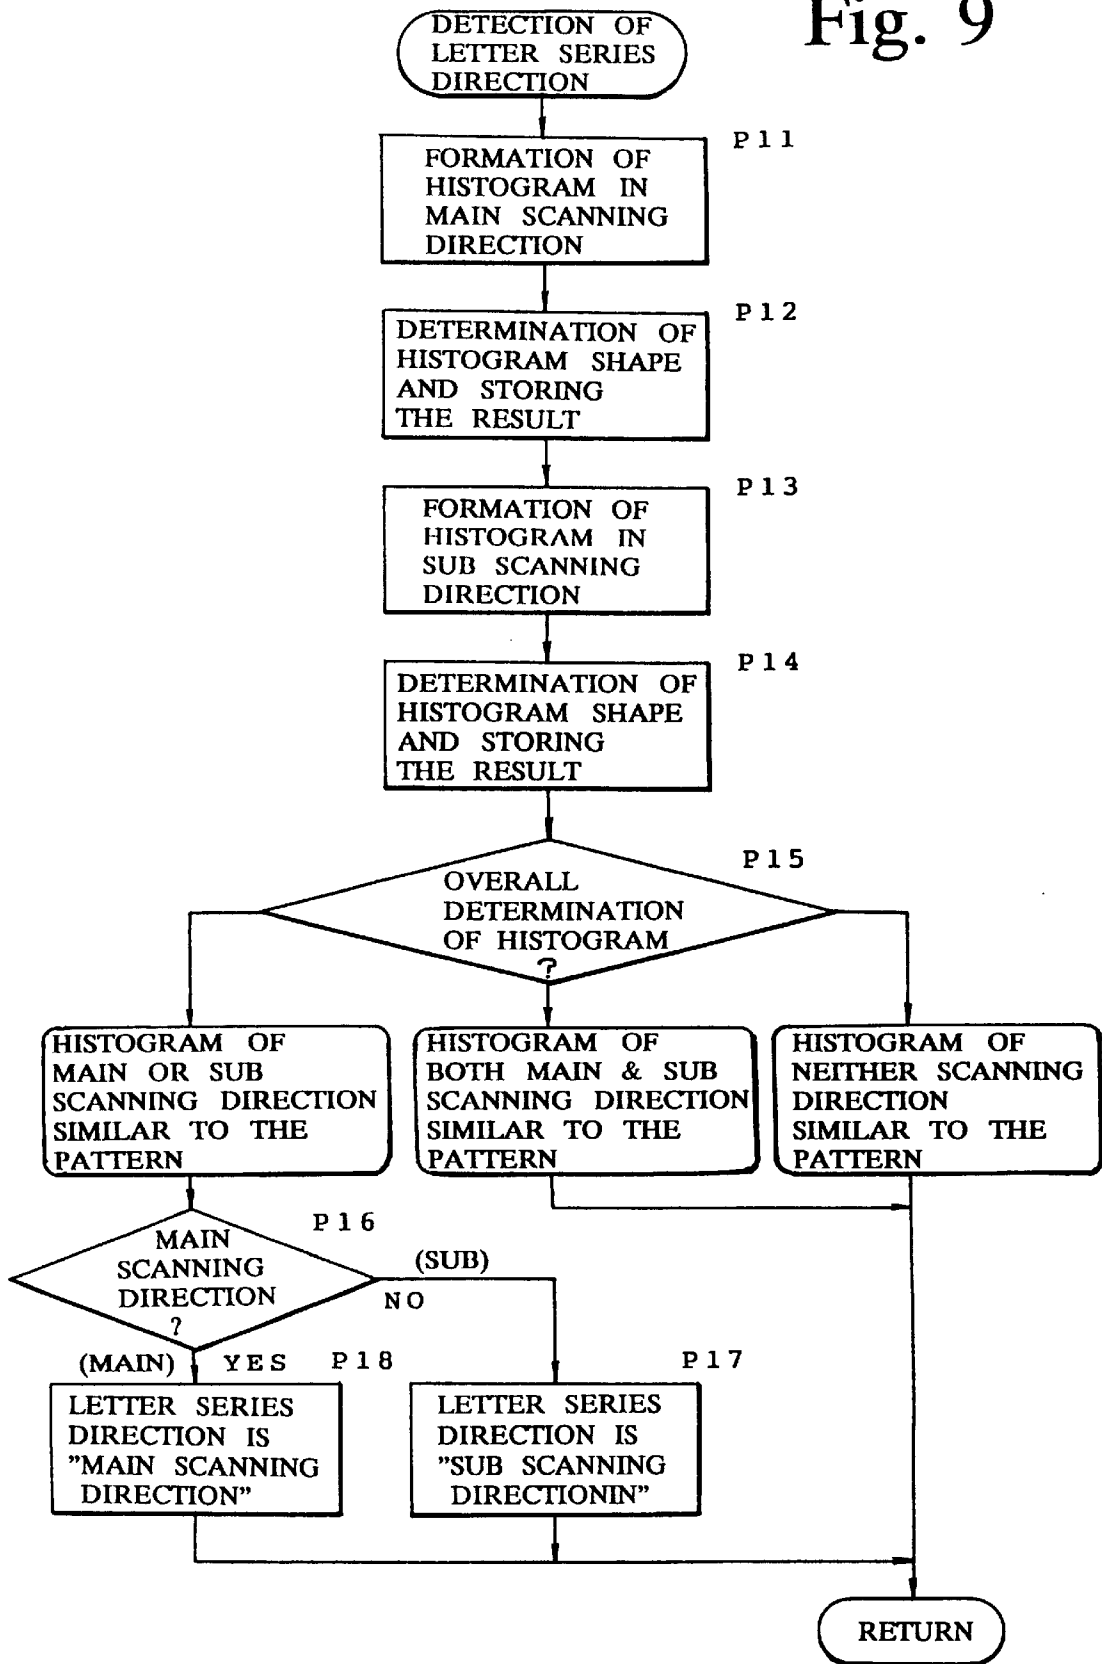 Fig. 9
DETECTION OF
LETTER SERIES
DIRECTION
P11
FORMATION OF
HISTOGRAM IN
MAIN SCANNING
DIRECTION
P12
DETERMINATION OF
HISTOGRAM SHAPE
AND STORING
THE RESULT
P13
FORMATION OF
HISTOGRAM IN
SUB SCANNING
DIRECTION
P14
DETERMINATION OF
HISTOGRAM SHAPE
AND STORING
THE RESULT
P15
OVERALL
DETERMINATION
OF HISTOGRAM
?
HISTOGRAM OF
MAIN OR SUB
SCANNING DIRECTION
SIMILAR TO THE
PATTERN
HISTOGRAM OF
BOTH MAIN & SUB
SCANNING DIRECTION
SIMILAR TO THE
PATTERN
HISTOGRAM OF
NEITHER SCANNING
DIRECTION
SIMILAR TO THE
PATTERN
P16
MAIN
SCANNING
DIRECTION
?
(SUB)
NO
(MAIN) YES
P18
LETTER SERIES
DIRECTION IS
"MAIN SCANNING
DIRECTION"
P17
LETTER SERIES
DIRECTION IS
"SUB SCANNING
DIRECTIONIN"
RETURN